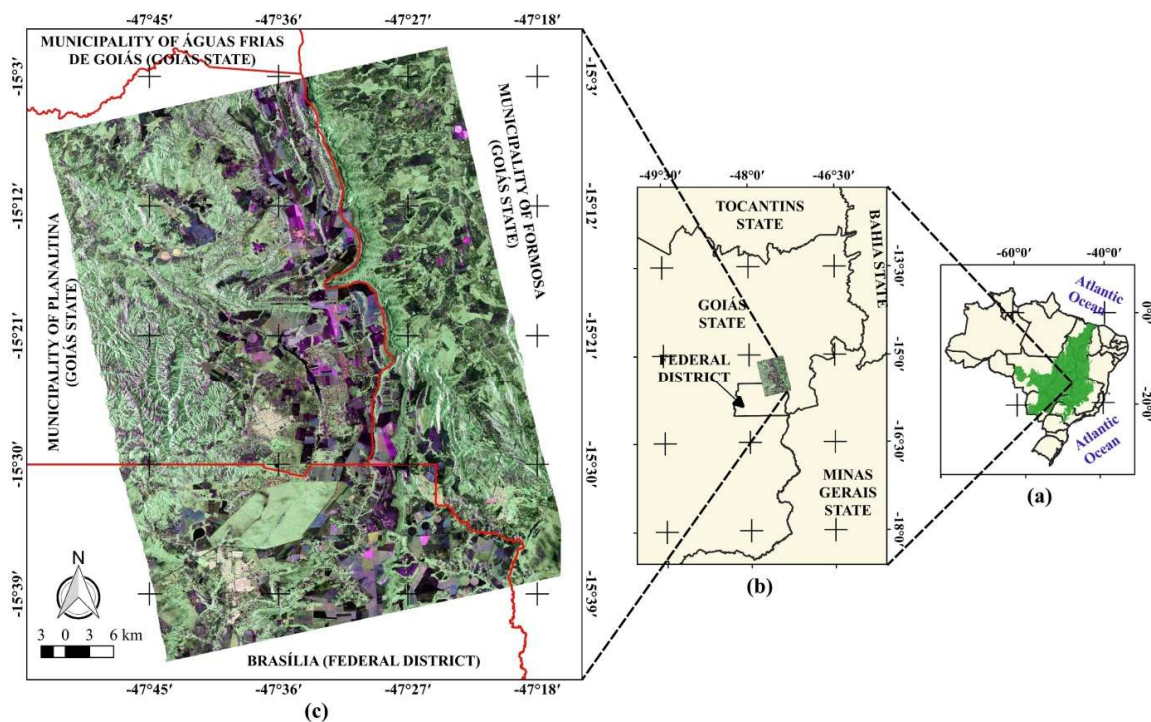 -47°45′ -47°36′ -47°27′ -47°18′
MUNICIPALITY OF ÁGUAS FRIAS
DE GOIÁS (GOIÁS STATE)
-15°3′
-15°12′
-15°21′
-15°30′
-15°39′
MUNICIPALITY OF PLANALTINA
(GOIÁS STATE)
MUNICIPALITY OF FORMOSA
(GOIÁS STATE)
-15°3′
-15°12′
-15°21′
-15°30′
-15°39′
N
3 0 3 6 km
BRASÍLIA (FEDERAL DISTRICT)
-47°45′ -47°36′ -47°27′ -47°18′
(c)
-49°30′ -48°0′ -46°30′
TOCANTINS
STATE
BAHIA STATE
GOIÁS
STATE
FEDERAL
DISTRICT
MINAS
GERAIS
STATE
-13°30′
-15°0′
-16°30′
-18°0′
(b)
-60°0′ -40°0′
Atlantic
Ocean
0°0′
-20°0′
Atlantic
Ocean
(a)